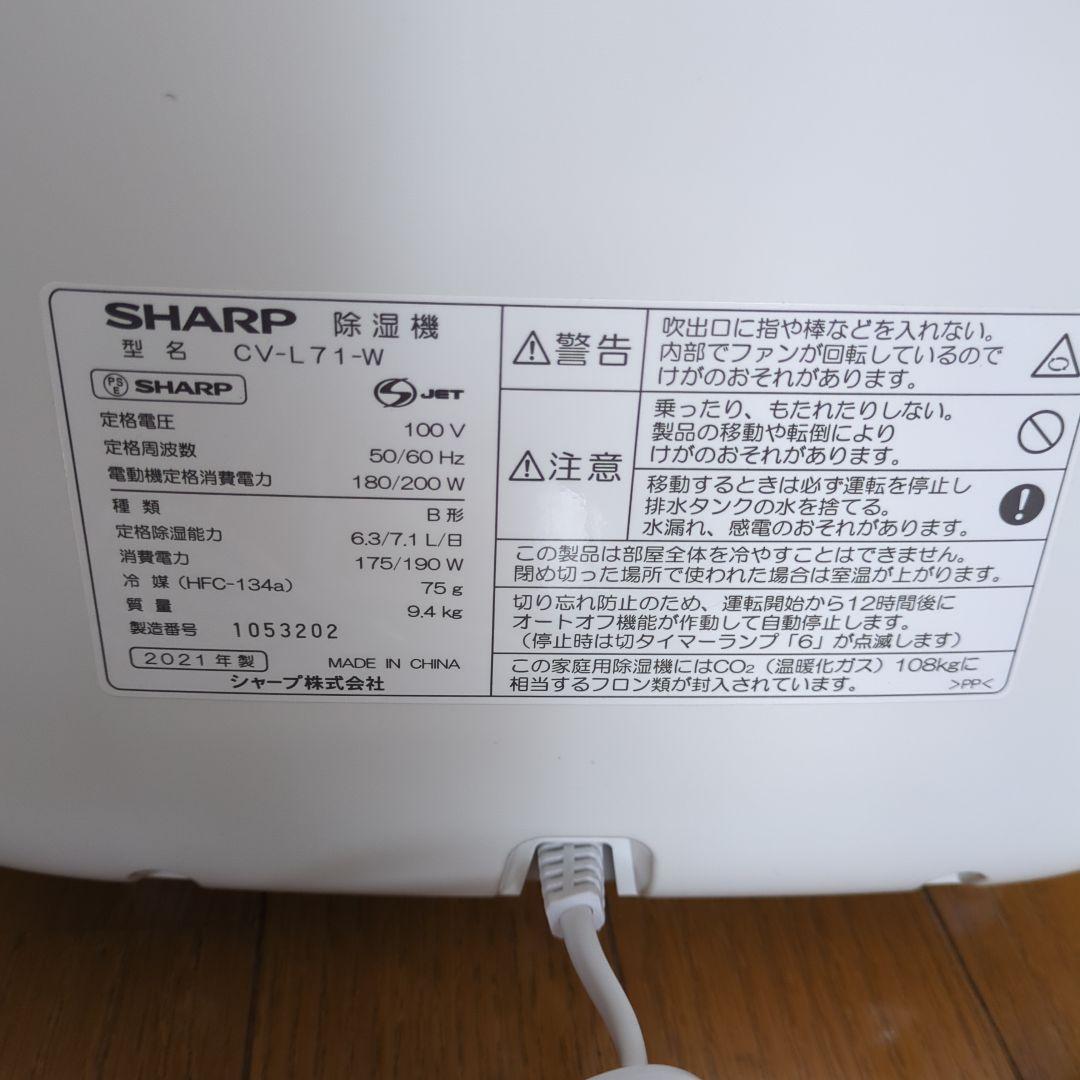 SHARP 除湿機
型名 CV-L71-W
PSE SHARP
S JET
定格電圧 100 V
定格周波数 50/60 Hz
電動機定格消費電力 180/200 W
種類 B形
定格除湿能力 6.3/7.1 L/日
消費電力 175/190 W
冷媒(HFC-134a) 75 g
質量 9.4 kg
製造番号 1053202
2021年製 MADE IN CHINA
シャープ株式会社
警告
吹出口に指や棒などを入れない。
内部でファンが回転しているので
けがのおそれがあります。
注意
乗ったり、もたれたりしない。
製品の移動や転倒により
けがのおそれがあります。
移動するときは必ず運転を停止し
排水タンクの水を捨てる。
水漏れ、感電のおそれがあります。
この製品は部屋全体を冷やすことはできません。
閉め切った場所で使われた場合は室温が上がります。
切り忘れ防止のため、運転開始から12時間後に
オートオフ機能が作動して自動停止します。
(停止時は切タイマーランプ「6」が点滅します)
この家庭用除湿機にはCO₂(温暖化ガス)108kgに
相当するフロン類が封入されています。 >PP<